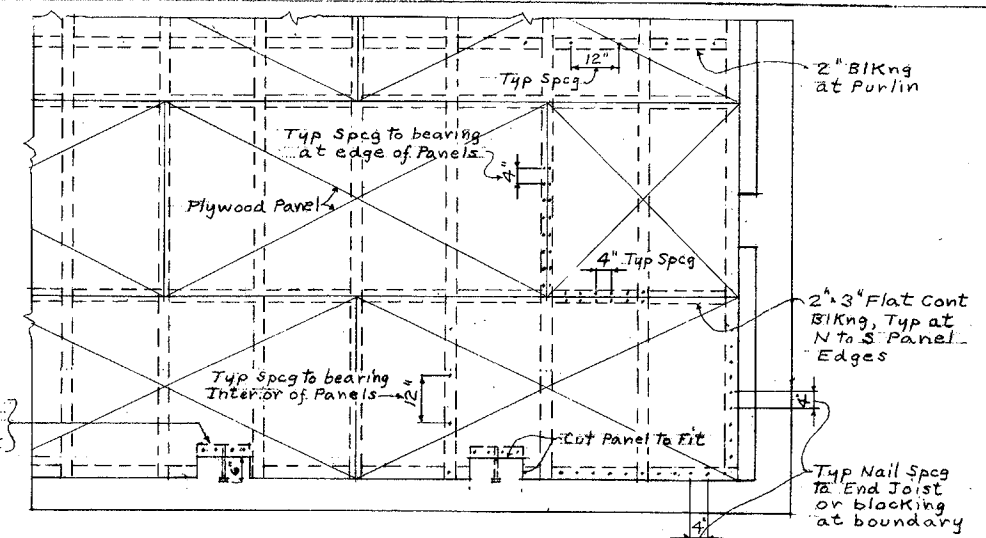 12"
Typ Spcg
2" Blkng
at Purlin
Typ Spcg to bearing
at edge of Panels
4"
Plywood Panel
4" Typ Spcg
2" x 3" Flat Cont
Blkng, Typ at
N to S Panel
Edges
Typ Spcg to bearing
Interior of Panels
12"
4"
Cut Panel to Fit
Typ Nail Spcg
to End Joist
or blocking
at boundary
4"